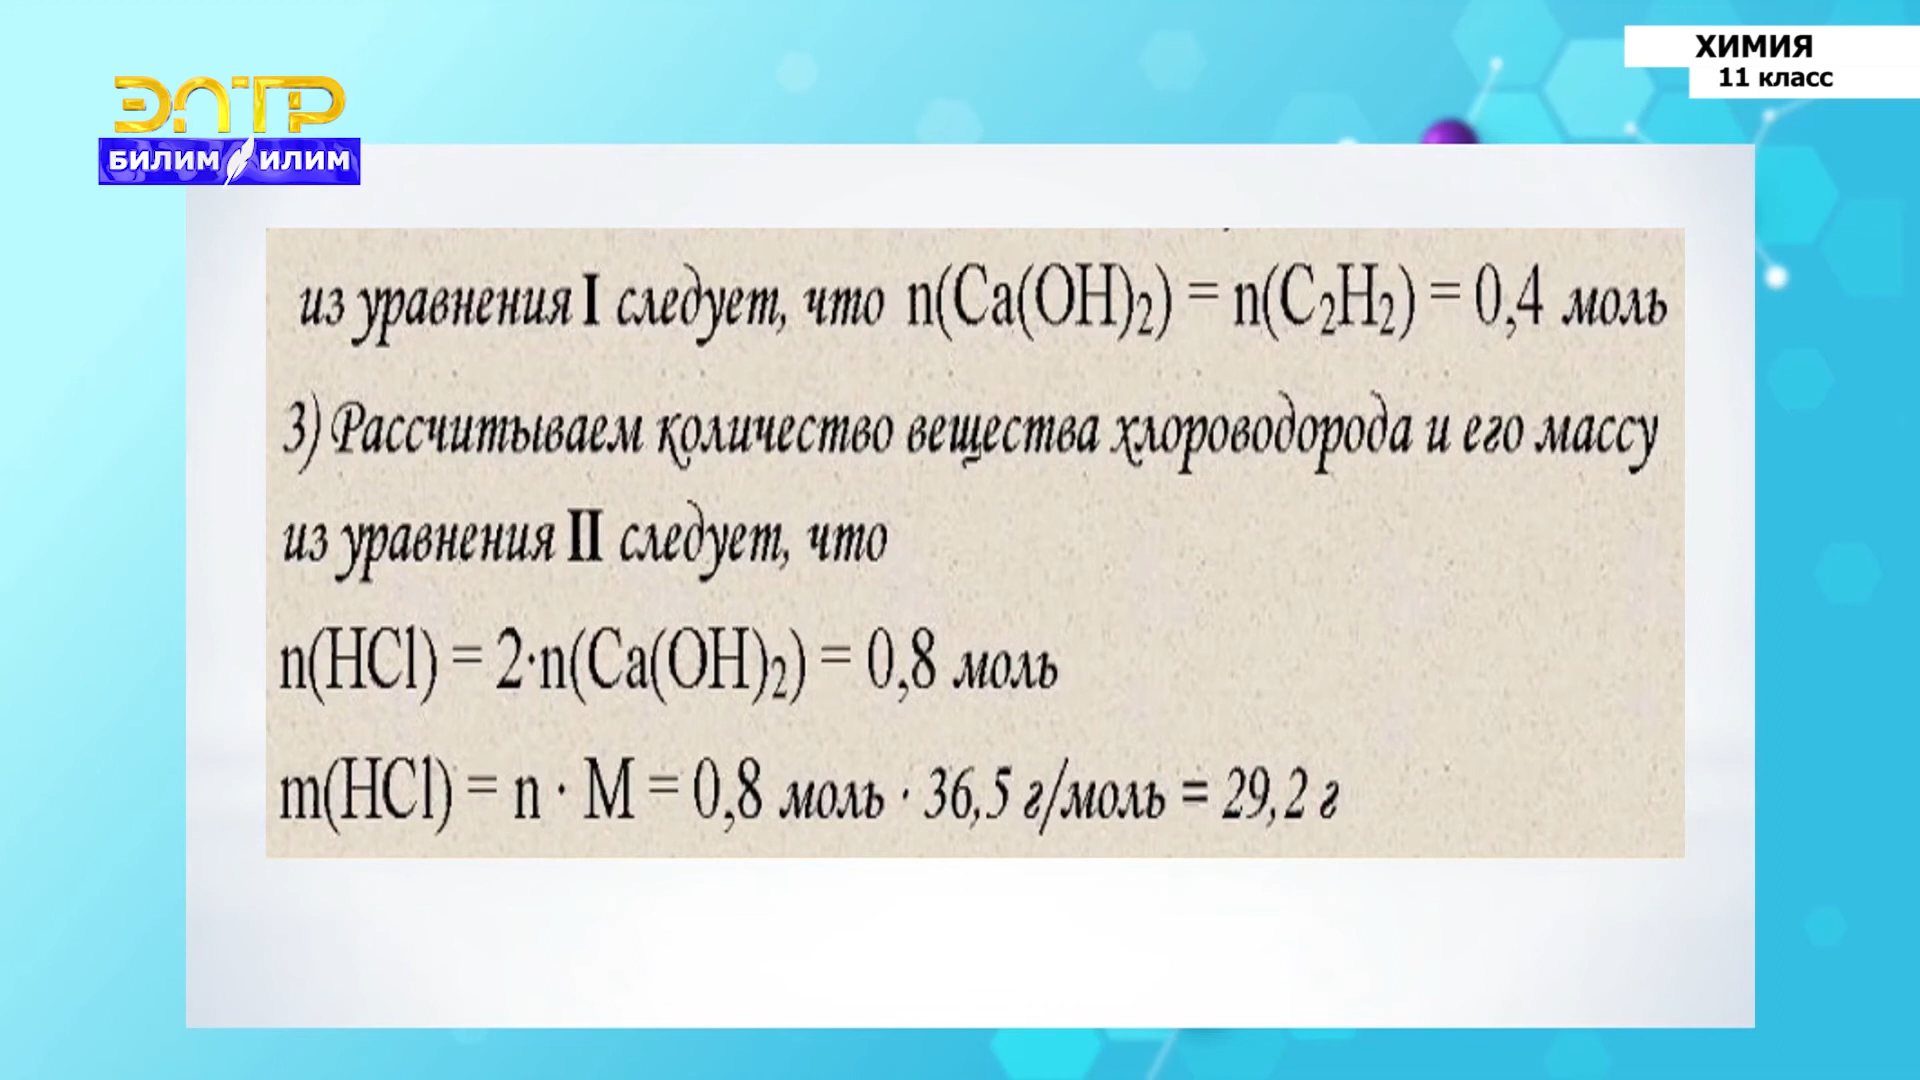 ХИМИЯ
11 класс
ЭЛТР
БИЛИМ ИЛИМ
из уравнения I следует, что n(Ca(OH)₂) = n(C₂H₂) = 0,4 моль
3) Рассчитываем количество вещества хлороводорода и его массу
из уравнения II следует, что
n(HCl) = 2·n(Ca(OH)₂) = 0,8 моль
m(HCl) = n · M = 0,8 моль · 36,5 г/моль = 29,2 г